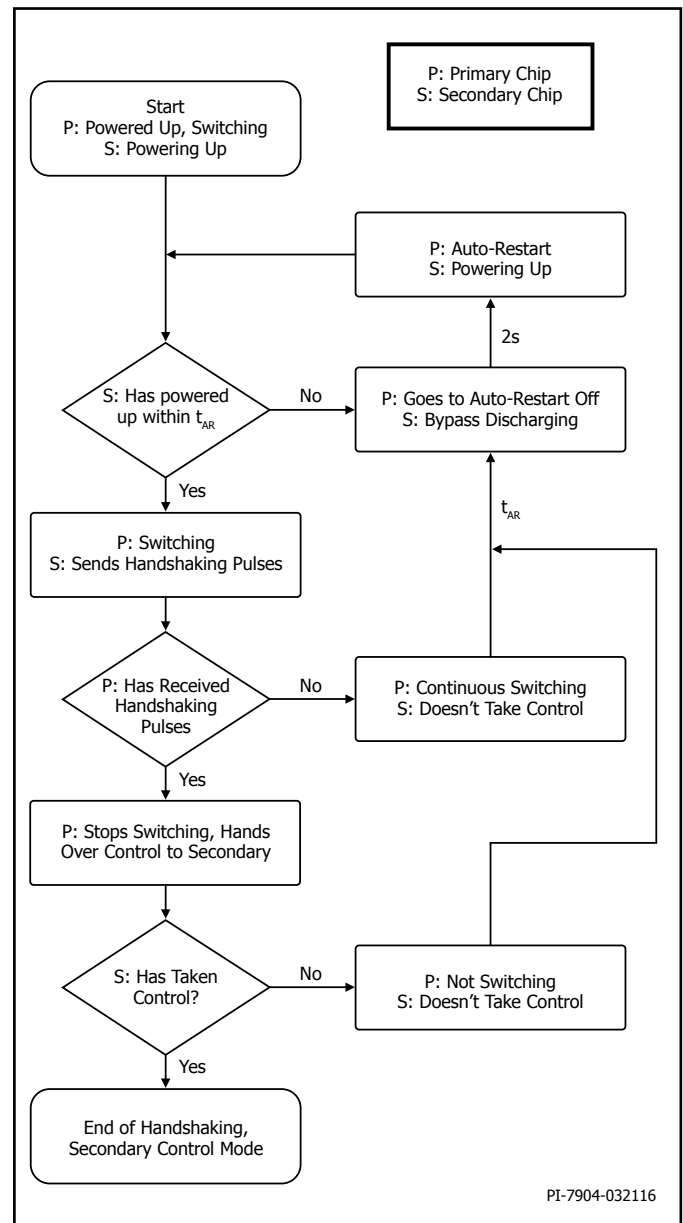 P: Primary Chip
S: Secondary Chip
Start
P: Powered Up, Switching
S: Powering Up
P: Auto-Restart
S: Powering Up
2s
S: Has powered
up within tAR
No
P: Goes to Auto-Restart Off
S: Bypass Discharging
Yes
tAR
P: Switching
S: Sends Handshaking Pulses
P: Has Received
Handshaking
Pulses
No
P: Continuous Switching
S: Doesn't Take Control
Yes
P: Stops Switching, Hands
Over Control to Secondary
S: Has Taken
Control?
No
P: Not Switching
S: Doesn't Take Control
Yes
End of Handshaking,
Secondary Control Mode
PI-7904-032116